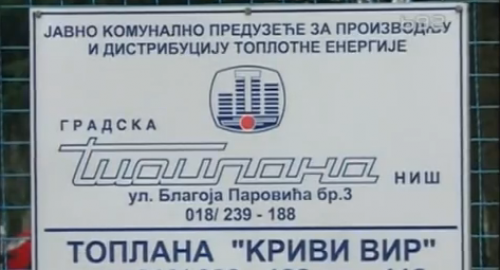 ЈАВНО КОМУНАЛНО ПРЕДУЗЕЋЕ ЗА ПРОИЗВОДЊУ
И ДИСТРИБУЦИЈУ ТОПЛОТНЕ ЕНЕРГИЈЕ
ГРАДСКА
Топлана НИШ
ул. Благоја Паровића бр.3
018/ 239 - 188
ТОПЛАНА "КРИВИ ВИР"